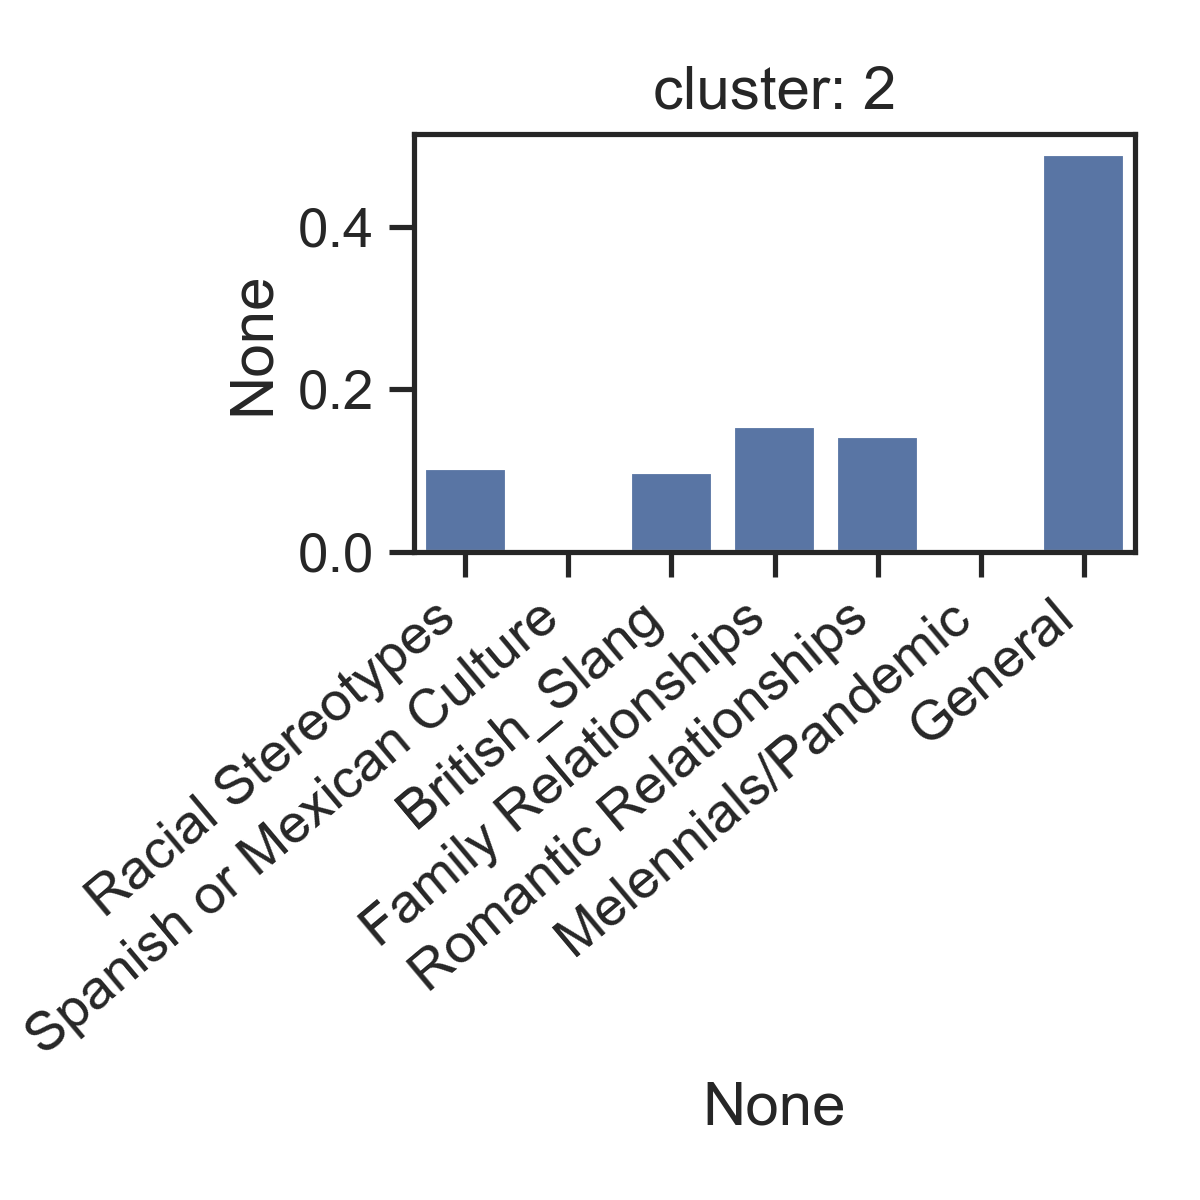 cluster: 2
None
0.4
0.2
0.0
Racial Stereotypes
Spanish or Mexican Culture
British_Slang
Family Relationships
Romantic Relationships
Melennials/Pandemic
General
None